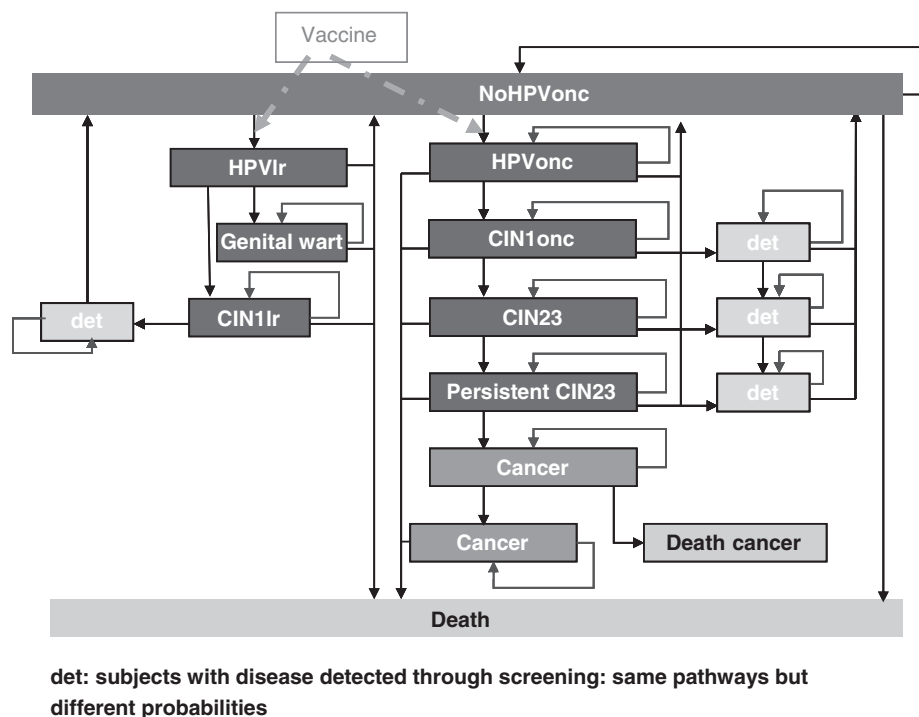 Vaccine
NoHPVonc
HPVlr
HPVonc
Genital wart
CIN1onc
det
det
CIN1lr
CIN23
det
Persistent CIN23
det
Cancer
Cancer
Death cancer
Death
det: subjects with disease detected through screening: same pathways but
different probabilities